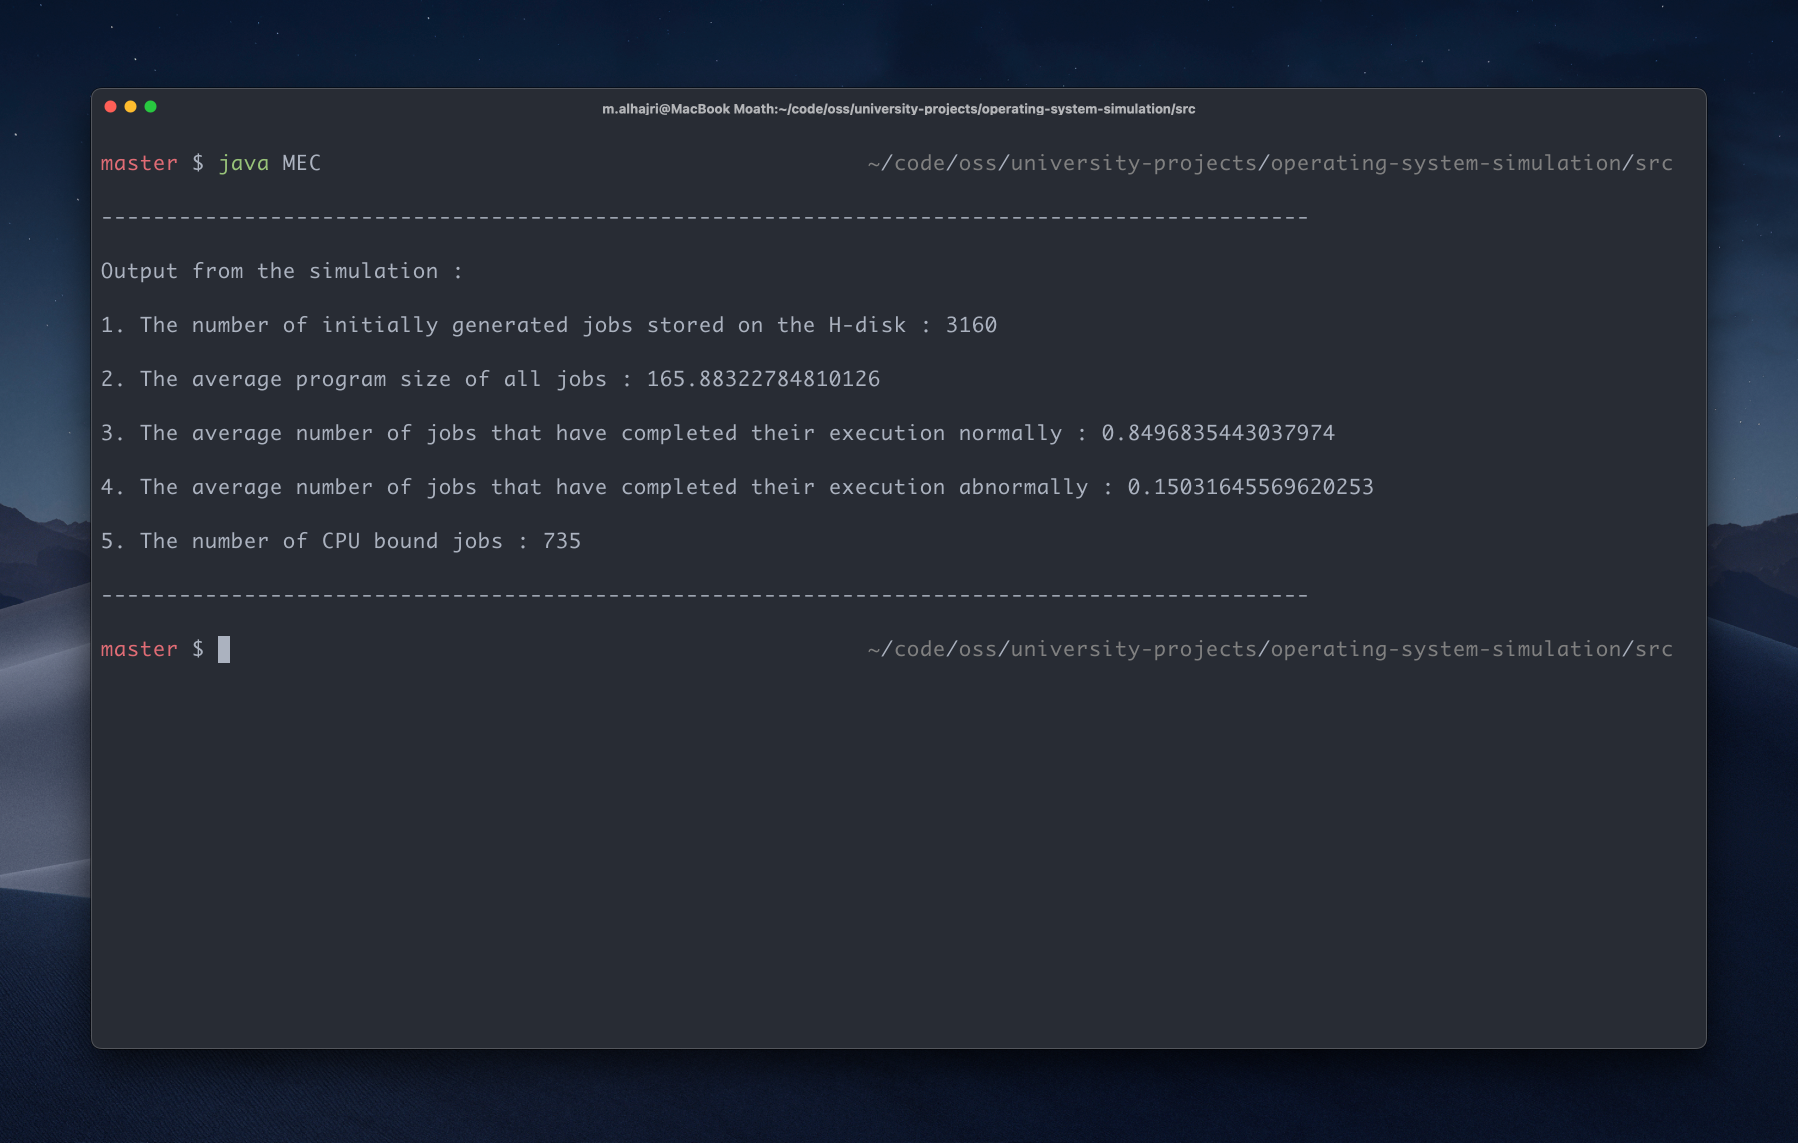 m.alhajri@MacBook Moath:~/code/oss/university-projects/operating-system-simulation/src
master $ java MEC ~/code/oss/university-projects/operating-system-simulation/src
---------------------------------------------------------------------------------------------
Output from the simulation :
1. The number of initially generated jobs stored on the H-disk : 3160
2. The average program size of all jobs : 165.88322784810126
3. The average number of jobs that have completed their execution normally : 0.8496835443037974
4. The average number of jobs that have completed their execution abnormally : 0.15031645569620253
5. The number of CPU bound jobs : 735
---------------------------------------------------------------------------------------------
master $ ~/code/oss/university-projects/operating-system-simulation/src